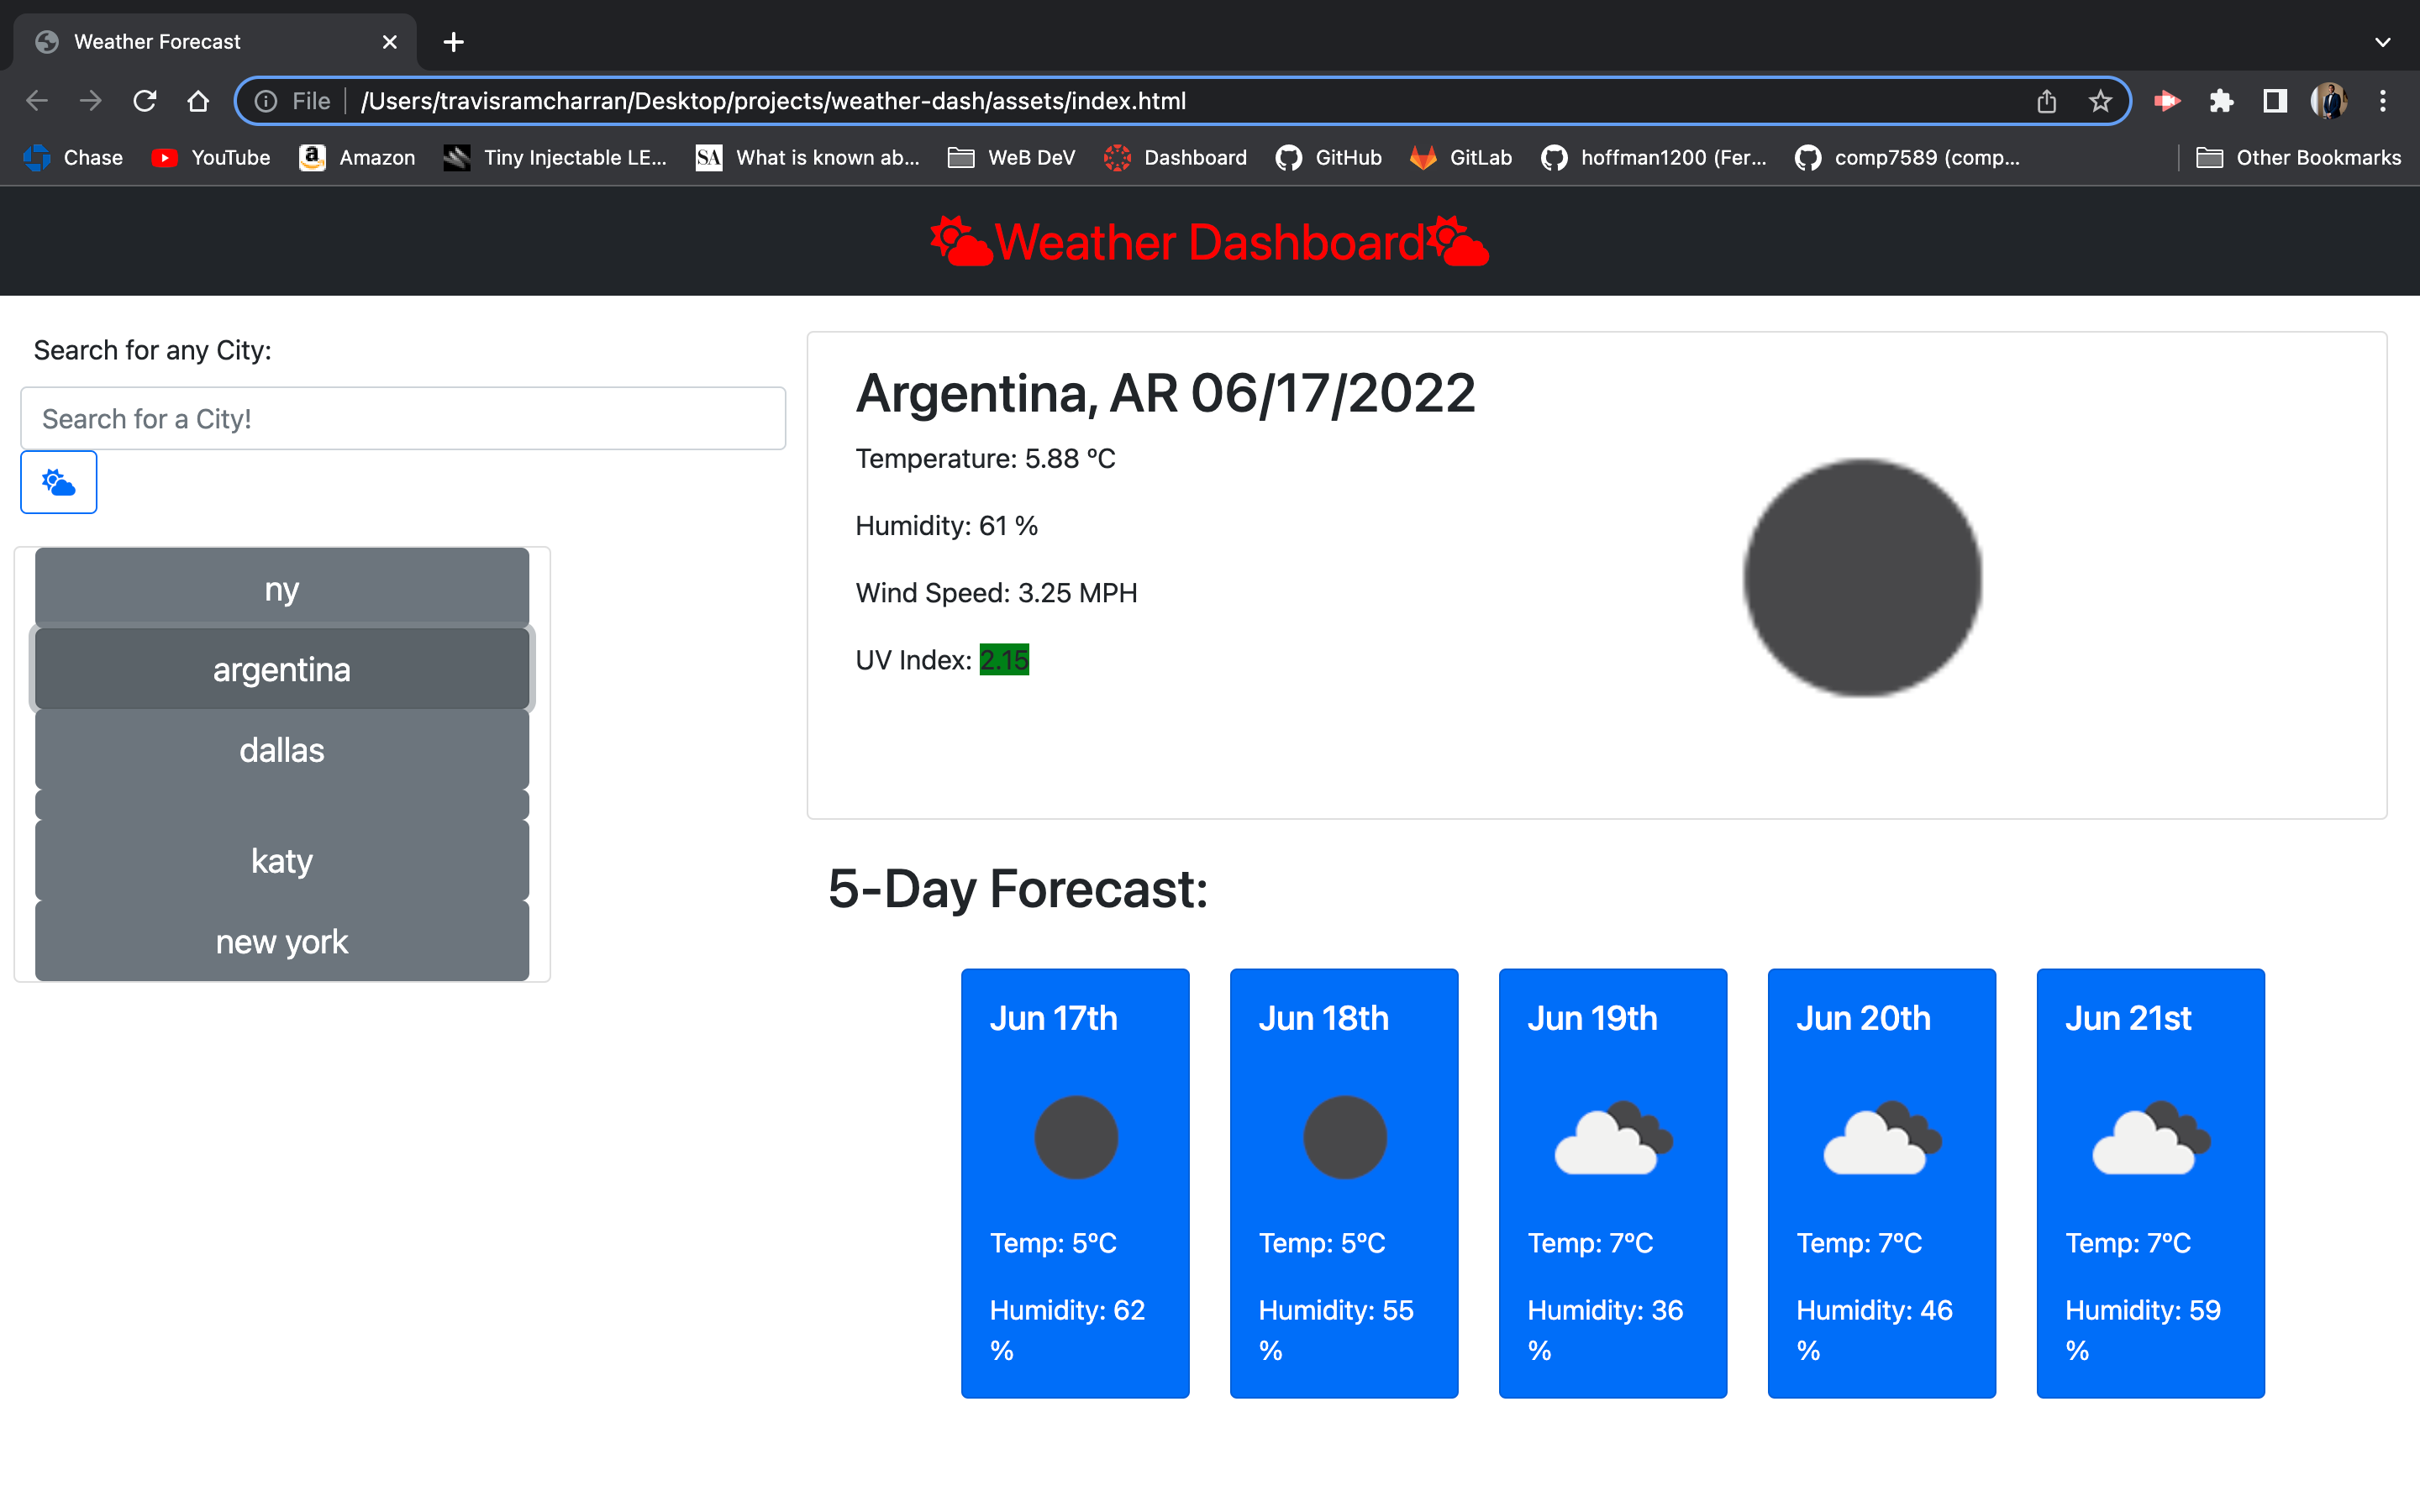 Weather Forecast
File /Users/travisramcharran/Desktop/projects/weather-dash/assets/index.html
Chase YouTube Amazon Tiny Injectable LE... What is known ab... WeB DeV Dashboard GitHub GitLab hoffman1200 (Fer... comp7589 (comp... Other Bookmarks
Weather Dashboard
Search for any City:
Search for a City!
ny
argentina
dallas
katy
new york
Argentina, AR 06/17/2022
Temperature: 5.88 °C
Humidity: 61 %
Wind Speed: 3.25 MPH
UV Index: 2.15
5-Day Forecast:
Jun 17th
Temp: 5°C
Humidity: 62
%
Jun 18th
Temp: 5°C
Humidity: 55
%
Jun 19th
Temp: 7°C
Humidity: 36
%
Jun 20th
Temp: 7°C
Humidity: 46
%
Jun 21st
Temp: 7°C
Humidity: 59
%